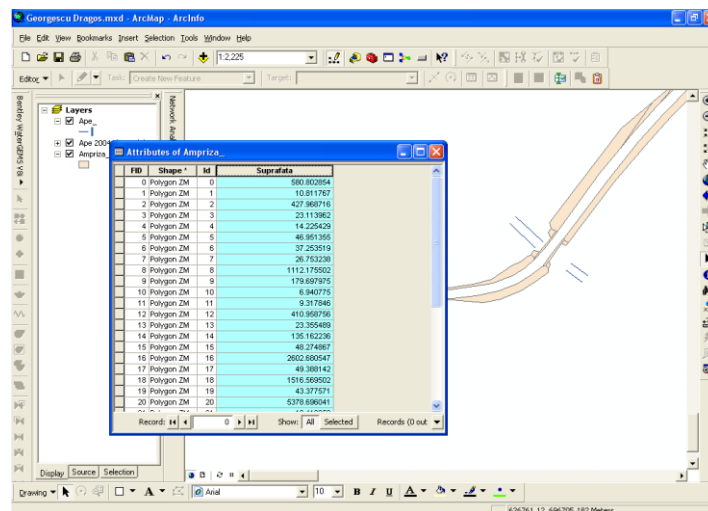 Georgescu Dragos.mxd - ArcMap - ArcInfo
File Edit View Bookmarks Insert Selection Tools Window Help
1:2,225
Editor Task: Create New Feature Target:
Bentley WaterGEMS V8i
Layers
Ape_
Ape 2004
Ampriza_
Network
Attributes of Ampriza_
FID Shape * Id Suprafata
0 Polygon ZM 0 580.802854
1 Polygon ZM 1 10.811767
2 Polygon ZM 2 427.968716
3 Polygon ZM 3 23.113962
4 Polygon ZM 4 14.225429
5 Polygon ZM 5 46.951355
6 Polygon ZM 6 37.253519
7 Polygon ZM 7 26.753238
8 Polygon ZM 8 1112.175502
9 Polygon ZM 9 179.697975
10 Polygon ZM 10 6.940775
11 Polygon ZM 11 9.317846
12 Polygon ZM 12 410.958756
13 Polygon ZM 13 23.355489
14 Polygon ZM 14 135.162236
15 Polygon ZM 15 48.274867
16 Polygon ZM 16 2602.680547
17 Polygon ZM 17 49.388142
18 Polygon ZM 18 1516.569502
19 Polygon ZM 19 43.377571
20 Polygon ZM 20 5378.696041
Record: 0 Show: All Selected Records (0 out
Display Source Selection
Drawing A Arial 10 B I U A
626761.12 696705.182 Meters